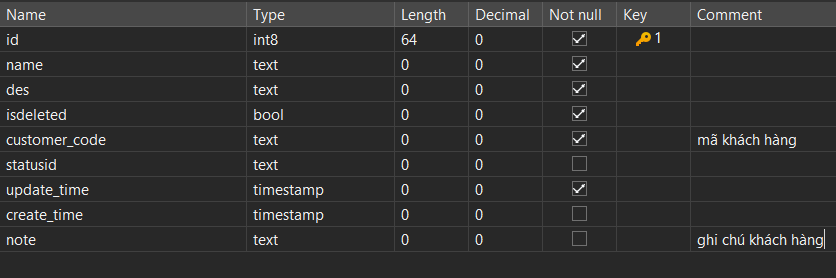 Name Type Length Decimal Not null Key Comment
id int8 64 0 1
name text 0 0
des text 0 0
isdeleted bool 0 0
customer_code text 0 0 mã khách hàng
statusid text 0 0
update_time timestamp 0 0
create_time timestamp 0 0
note text 0 0 ghi chú khách hàng